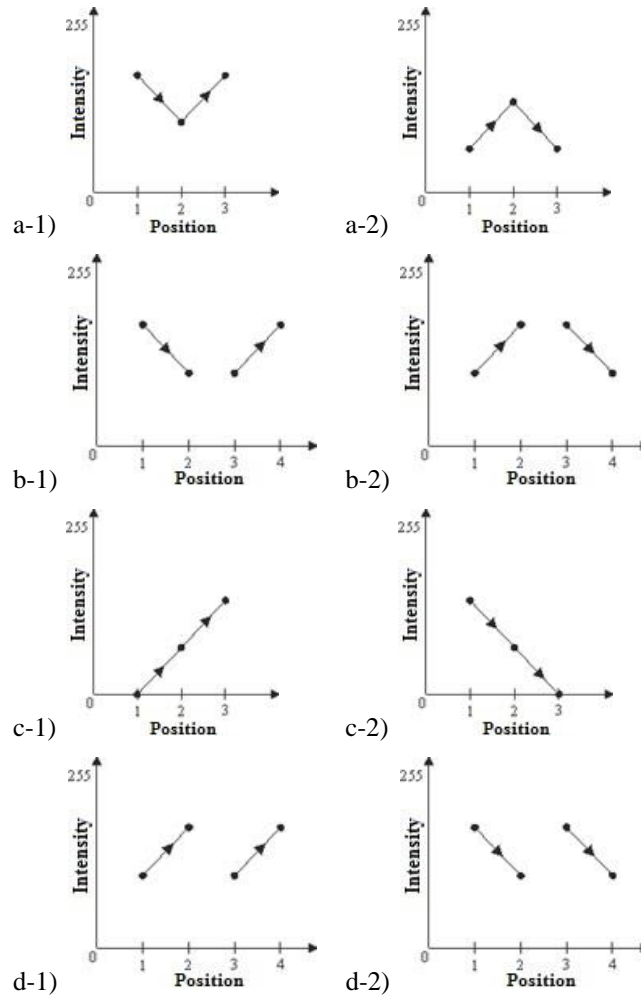 255
Intensity
0
1 2 3
Position
a-1)
255
Intensity
0
1 2 3
Position
a-2)
255
Intensity
0
1 2 3 4
Position
b-1)
255
Intensity
0
1 2 3 4
Position
b-2)
255
Intensity
0
1 2 3
Position
c-1)
255
Intensity
0
1 2 3
Position
c-2)
255
Intensity
0
1 2 3 4
Position
d-1)
255
Intensity
0
1 2 3 4
Position
d-2)